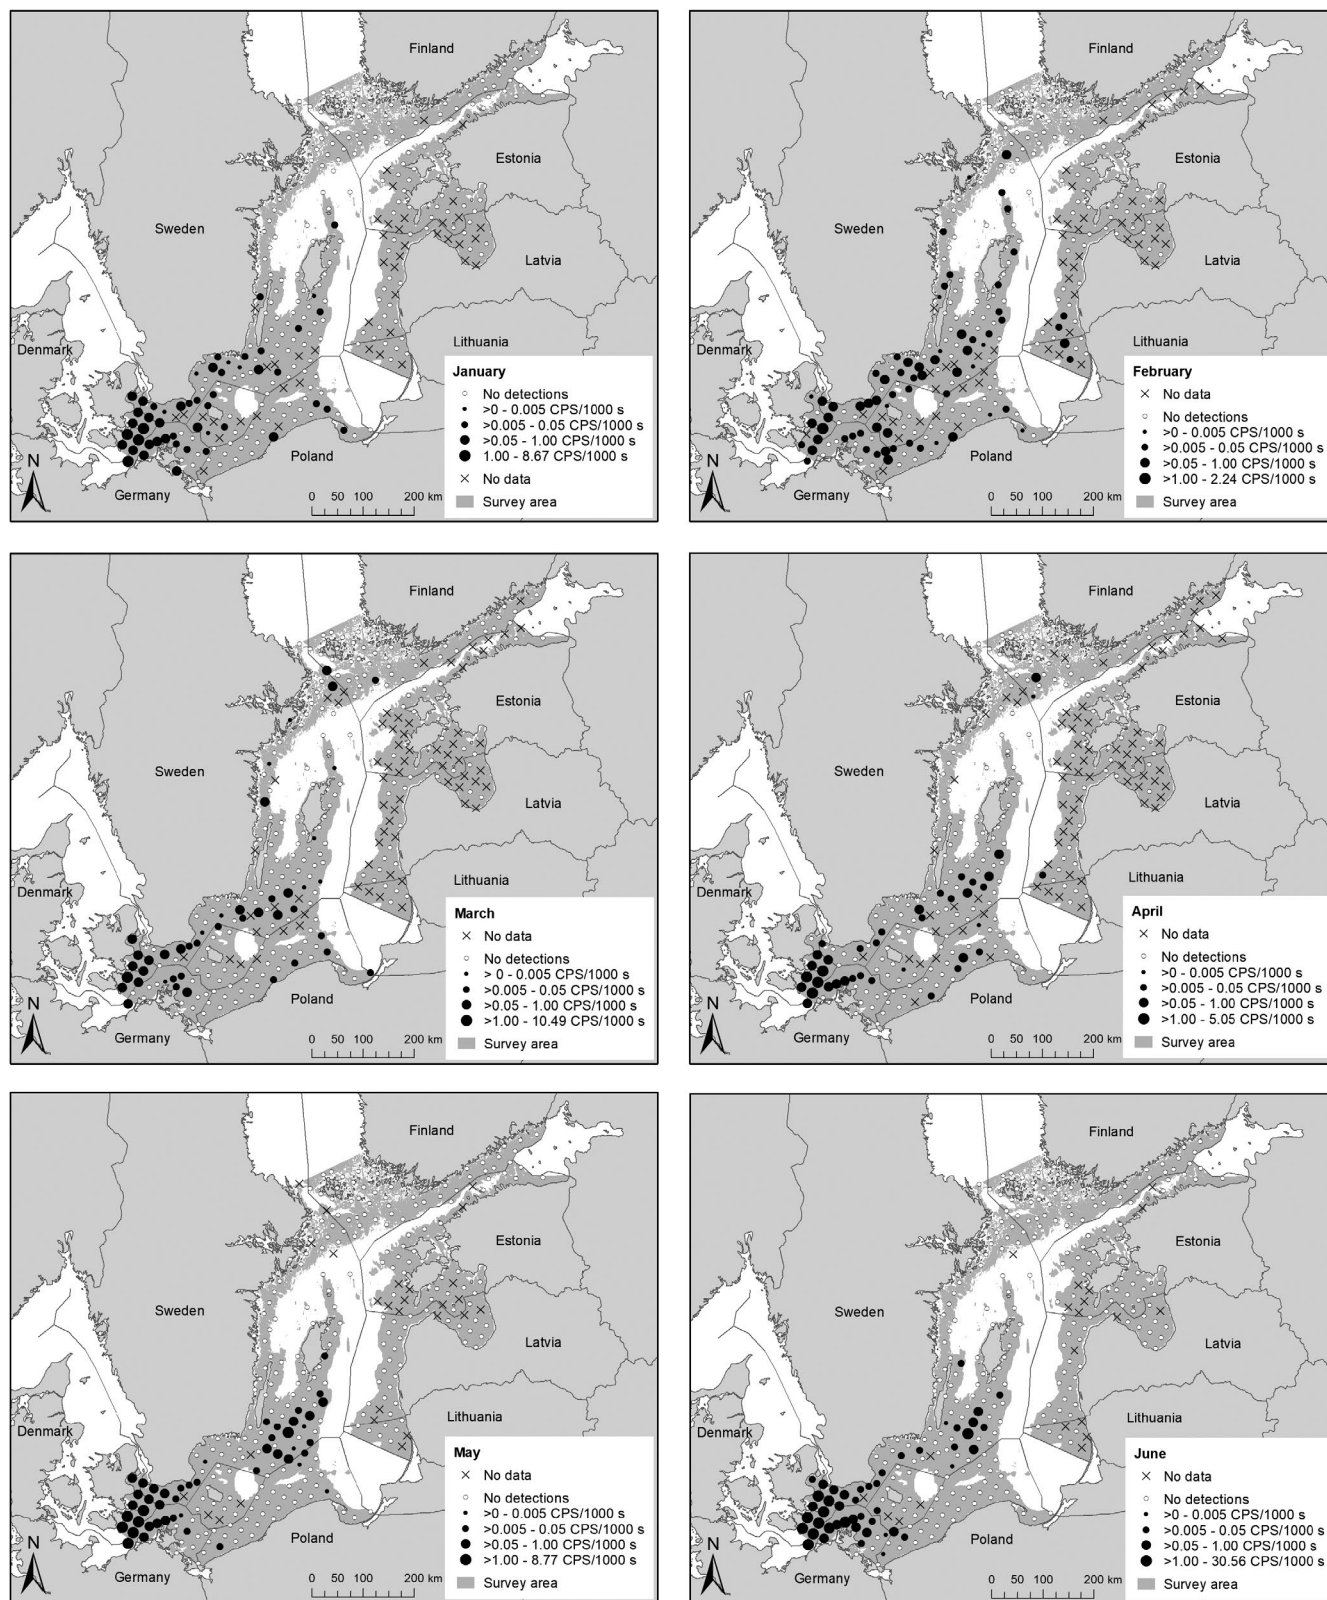 Finland
Estonia
Sweden
Latvia
Denmark
Lithuania
January
No detections
>0 - 0.005 CPS/1000 s
>0.005 - 0.05 CPS/1000 s
>0.05 - 1.00 CPS/1000 s
1.00 - 8.67 CPS/1000 s
No data
Survey area
N
Poland
Germany
0 50 100 200 km
Finland
Estonia
Sweden
Latvia
Denmark
Lithuania
February
No data
No detections
>0 - 0.005 CPS/1000 s
>0.005 - 0.05 CPS/1000 s
>0.05 - 1.00 CPS/1000 s
>1.00 - 2.24 CPS/1000 s
Survey area
N
Poland
Germany
0 50 100 200 km
Finland
Estonia
Sweden
Latvia
Denmark
Lithuania
March
No data
No detections
> 0 - 0.005 CPS/1000 s
>0.005 - 0.05 CPS/1000 s
>0.05 - 1.00 CPS/1000 s
>1.00 - 10.49 CPS/1000 s
Survey area
N
Poland
Germany
0 50 100 200 km
Finland
Estonia
Sweden
Latvia
Denmark
Lithuania
April
No data
No detections
>0 - 0.005 CPS/1000 s
>0.005 - 0.05 CPS/1000 s
>0.05 - 1.00 CPS/1000 s
>1.00 - 5.05 CPS/1000 s
Survey area
N
Poland
Germany
0 50 100 200 km
Finland
Estonia
Sweden
Latvia
Denmark
Lithuania
May
No data
No detections
>0 - 0.005 CPS/1000 s
>0.005 - 0.05 CPS/1000 s
>0.05 - 1.00 CPS/1000 s
>1.00 - 8.77 CPS/1000 s
Survey area
N
Poland
Germany
0 50 100 200 km
Finland
Estonia
Sweden
Latvia
Denmark
Lithuania
June
No data
No detections
>0 - 0.005 CPS/1000 s
>0.005 - 0.05 CPS/1000 s
>0.05 - 1.00 CPS/1000 s
>1.00 - 30.56 CPS/1000 s
Survey area
N
Poland
Germany
0 50 100 200 km